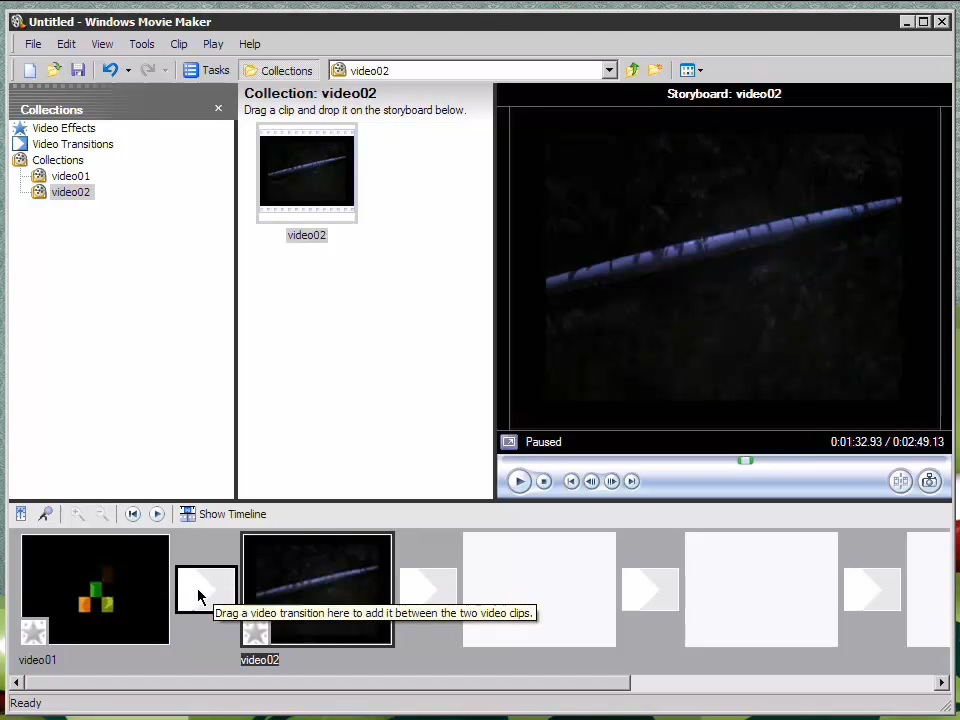 Untitled - Windows Movie Maker
File Edit View Tools Clip Play Help
Tasks Collections video02
Collections
Video Effects
Video Transitions
Collections
video01
video02
Collection: video02
Drag a clip and drop it on the storyboard below.
video02
Storyboard: video02
Paused 0:01:32.93 / 0:02:49.13
Show Timeline
Drag a video transition here to add it between the two video clips.
video01 video02
Ready